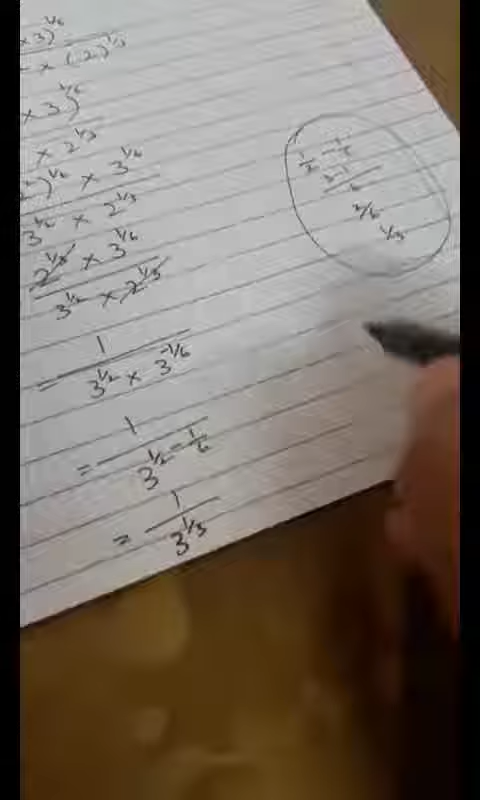 ×3)^1/6
× (2)^1/3
×3)^1/6
× 2^1/3
)^1/6 × 3^1/6
3^1/2 × 2^1/3
2^1/3 × 3^1/6
3^1/2 × 2^1/3
1
= 3^1/2 × 3^-1/6
1
= 3^1/2 - 1/6
1
= 3^1/3
1/2 - 1/6
3-1
6
2/6
1/3